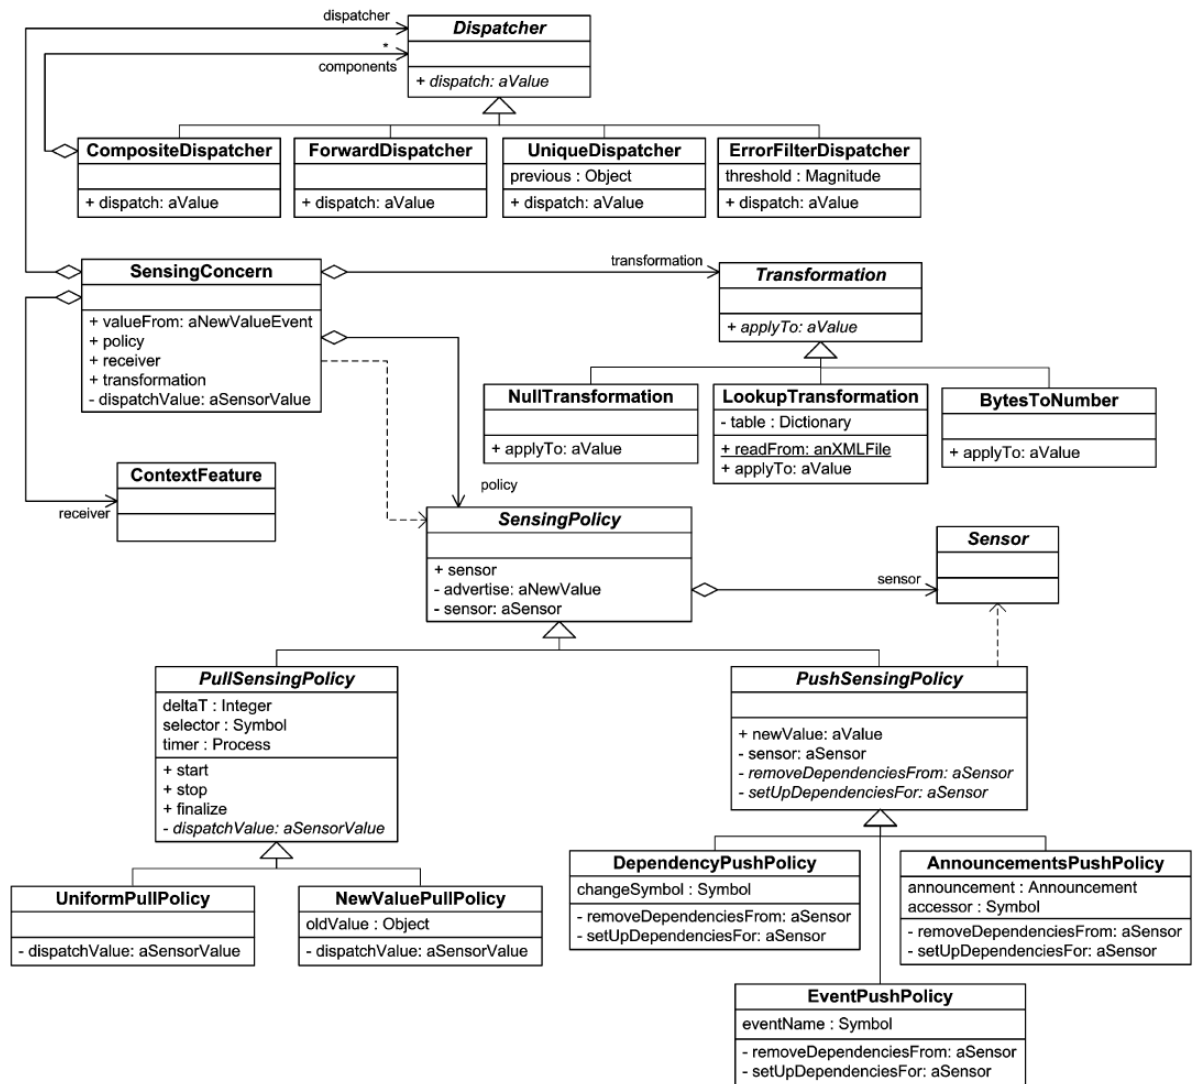 dispatcher
Dispatcher
*
components
+ dispatch: aValue
CompositeDispatcher
+ dispatch: aValue
ForwardDispatcher
+ dispatch: aValue
UniqueDispatcher
previous : Object
+ dispatch: aValue
ErrorFilterDispatcher
threshold : Magnitude
+ dispatch: aValue
SensingConcern
+ valueFrom: aNewValueEvent
+ policy
+ receiver
+ transformation
- dispatchValue: aSensorValue
transformation
Transformation
+ applyTo: aValue
NullTransformation
+ applyTo: aValue
LookupTransformation
- table : Dictionary
+ readFrom: anXMLFile
+ applyTo: aValue
BytesToNumber
+ applyTo: aValue
ContextFeature
receiver
policy
SensingPolicy
+ sensor
- advertise: aNewValue
- sensor: aSensor
sensor
Sensor
PullSensingPolicy
deltaT : Integer
selector : Symbol
timer : Process
+ start
+ stop
+ finalize
- dispatchValue: aSensorValue
PushSensingPolicy
+ newValue: aValue
- sensor: aSensor
- removeDependenciesFrom: aSensor
- setUpDependenciesFor: aSensor
UniformPullPolicy
- dispatchValue: aSensorValue
NewValuePullPolicy
oldValue : Object
- dispatchValue: aSensorValue
DependencyPushPolicy
changeSymbol : Symbol
- removeDependenciesFrom: aSensor
- setUpDependenciesFor: aSensor
AnnouncementsPushPolicy
announcement : Announcement
accessor : Symbol
- removeDependenciesFrom: aSensor
- setUpDependenciesFor: aSensor
EventPushPolicy
eventName : Symbol
- removeDependenciesFrom: aSensor
- setUpDependenciesFor: aSensor